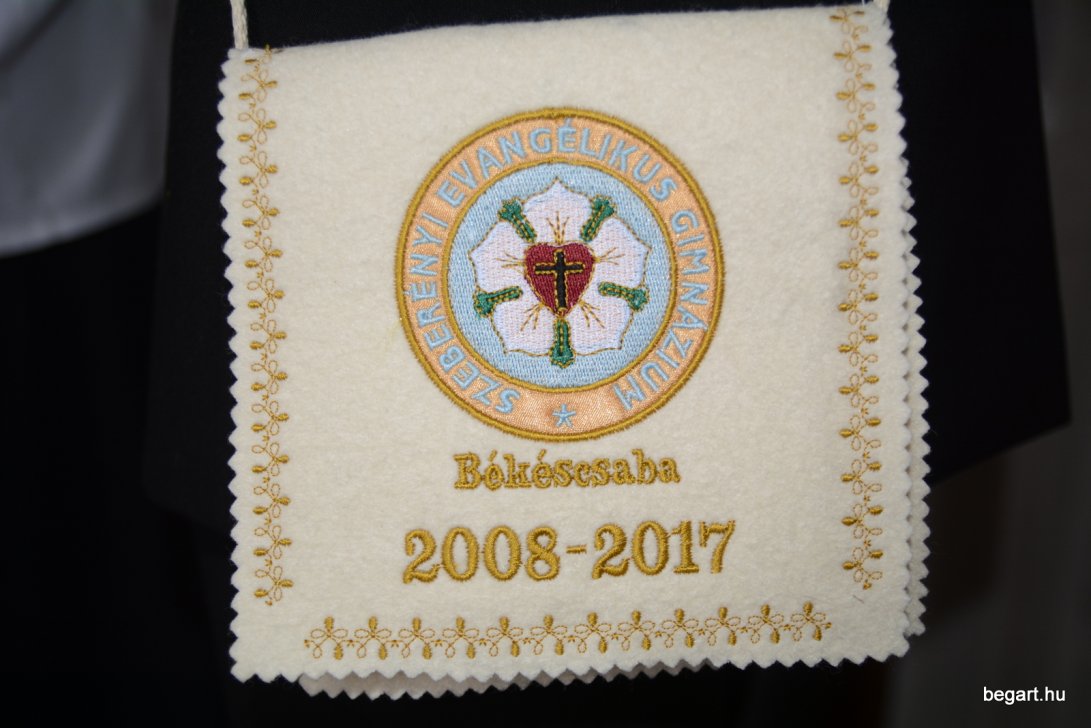 SZEBERÉNYI EVANGÉLIKUS GIMNÁZIUM
Békéscsaba
2008-2017
begart.hu